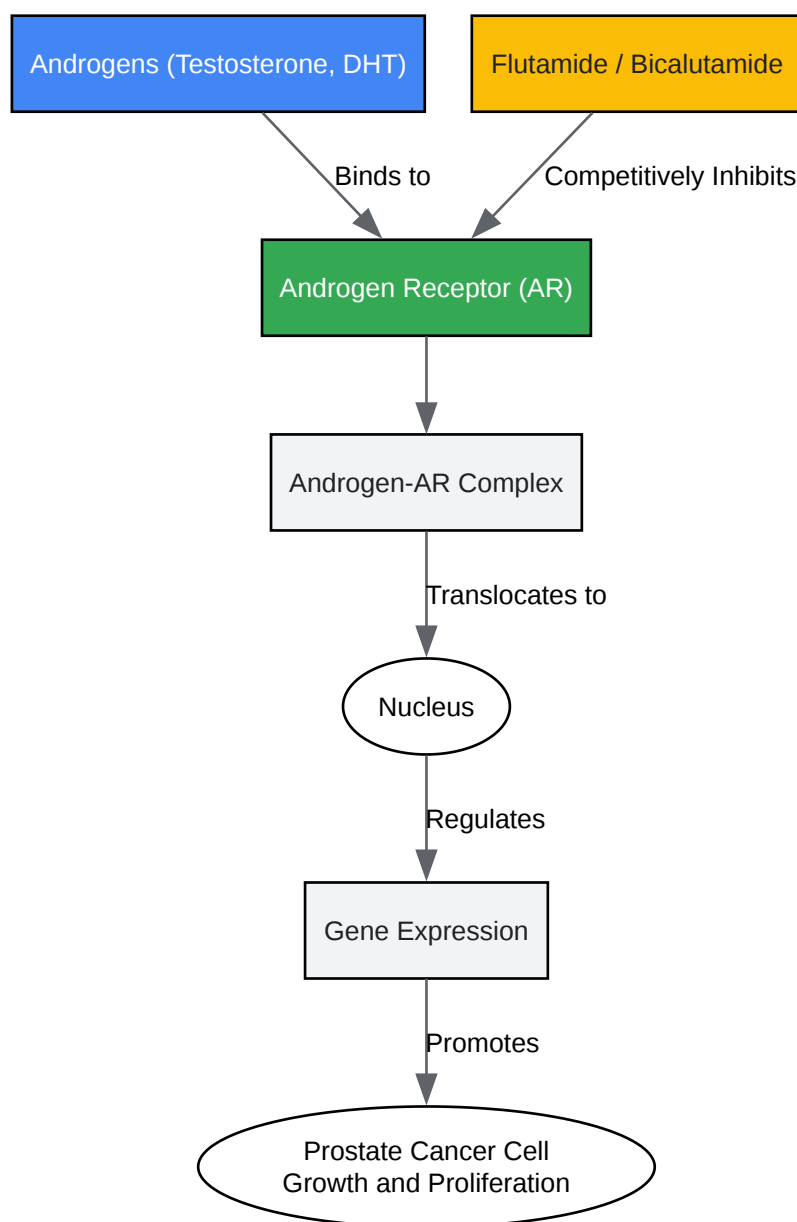 Androgens (Testosterone, DHT)
Flutamide / Bicalutamide
Binds to
Competitively Inhibits
Androgen Receptor (AR)
Androgen-AR Complex
Translocates to
Nucleus
Regulates
Gene Expression
Promotes
Prostate Cancer Cell
Growth and Proliferation